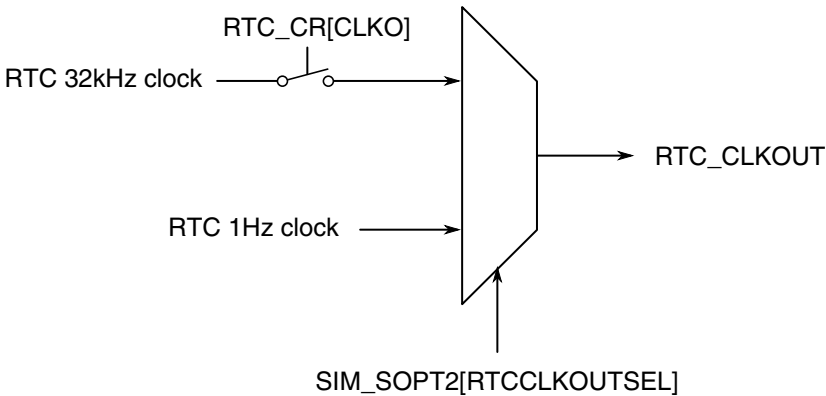 RTC_CR[CLKO]
RTC 32kHz clock
RTC_CLKOUT
RTC 1Hz clock
SIM_SOPT2[RTCCLKOUTSEL]